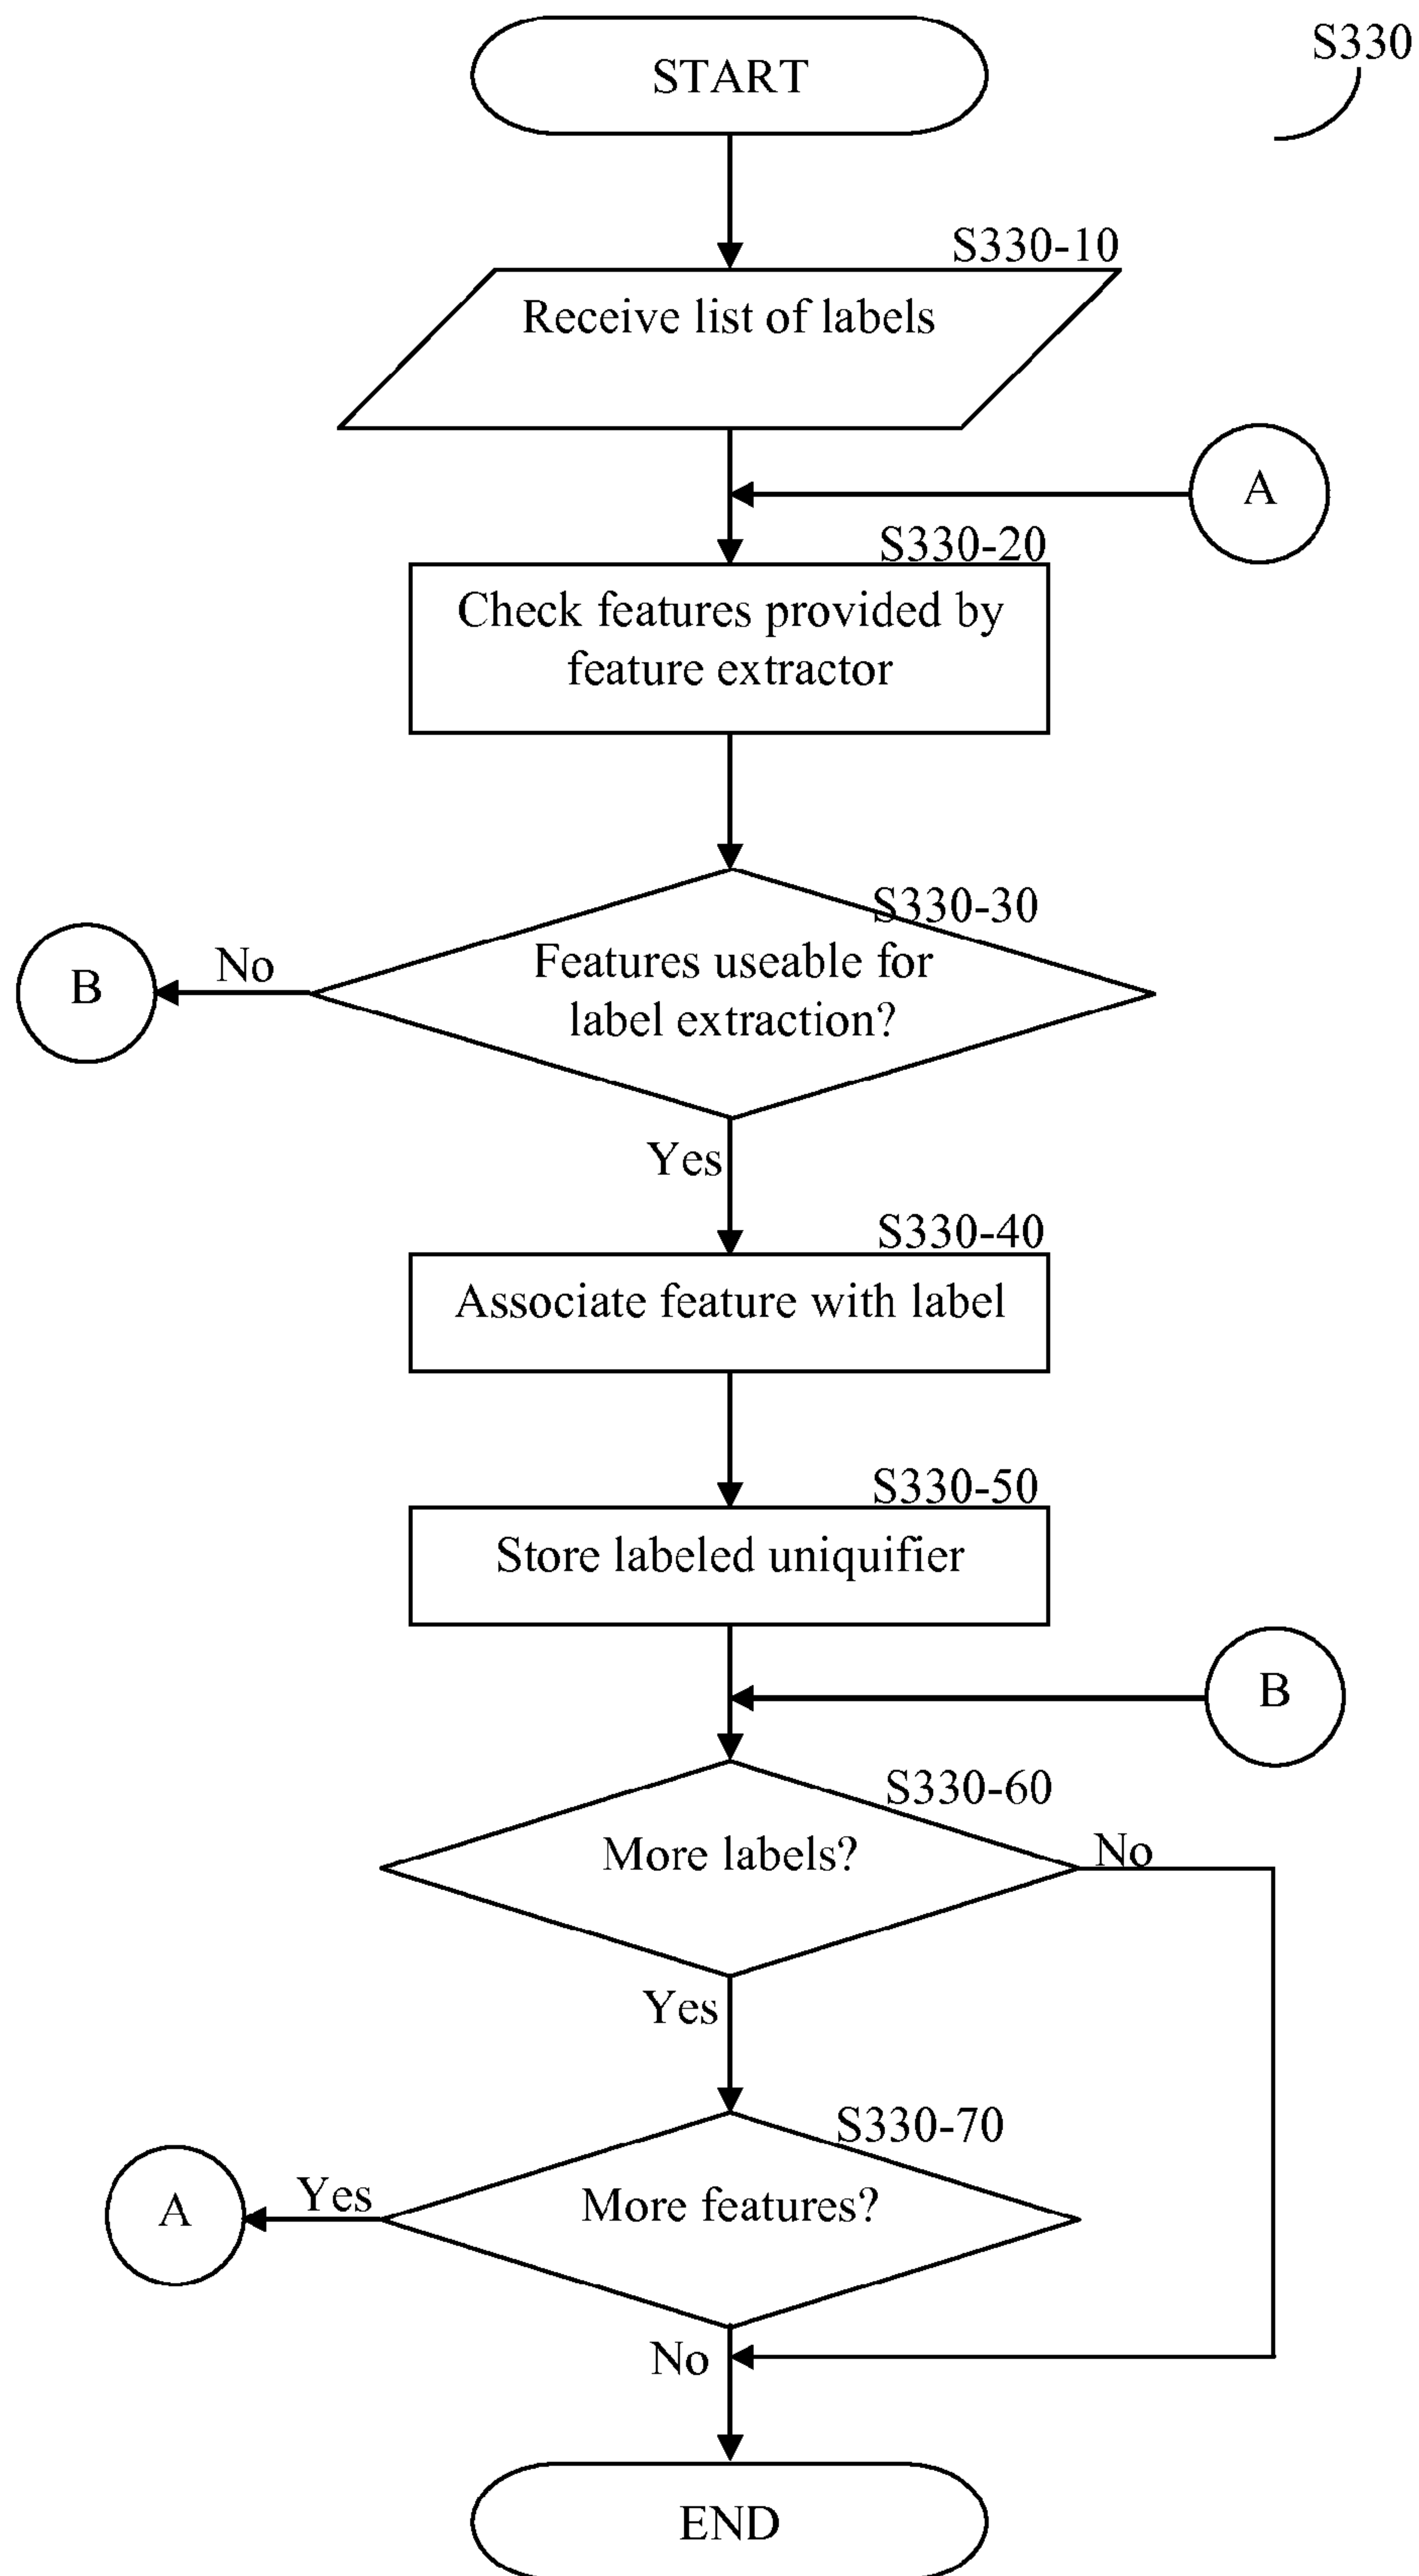 START
S330
S330-10
Receive list of labels
A
S330-20
Check features provided by
feature extractor
S330-30
Features useable for
label extraction?
No
B
Yes
S330-40
Associate feature with label
S330-50
Store labeled uniquifier
B
S330-60
More labels?
No
Yes
S330-70
More features?
Yes
A
No
END